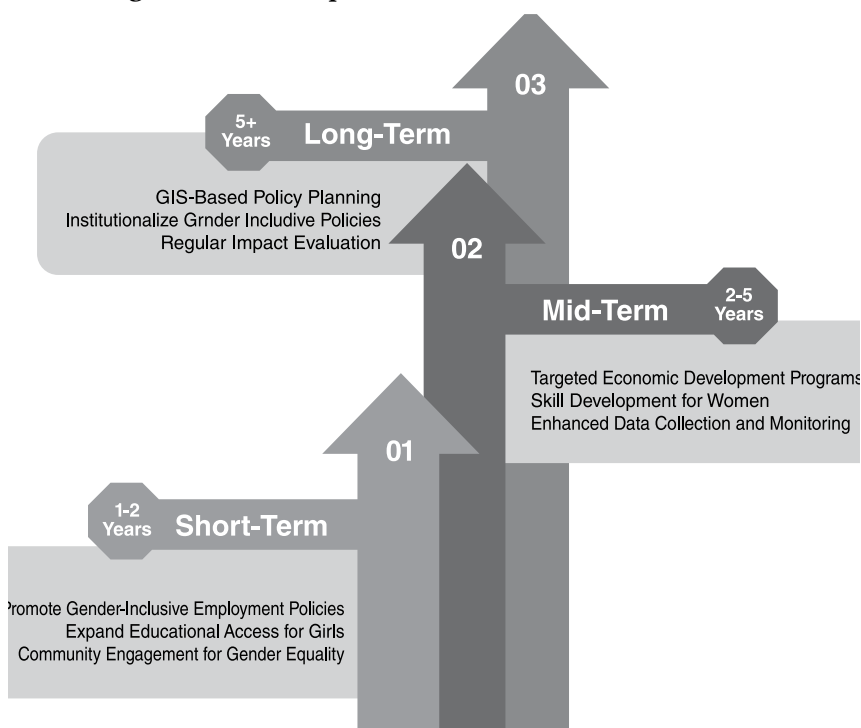 03
5+
Years
Long-Term
GIS-Based Policy Planning
Institutionalize Grnder Includive Policies
Regular Impact Evaluation
02
Mid-Term
2-5
Years
Targeted Economic Development Programs
Skill Development for Women
Enhanced Data Collection and Monitoring
01
1-2
Years
Short-Term
Promote Gender-Inclusive Employment Policies
Expand Educational Access for Girls
Community Engagement for Gender Equality